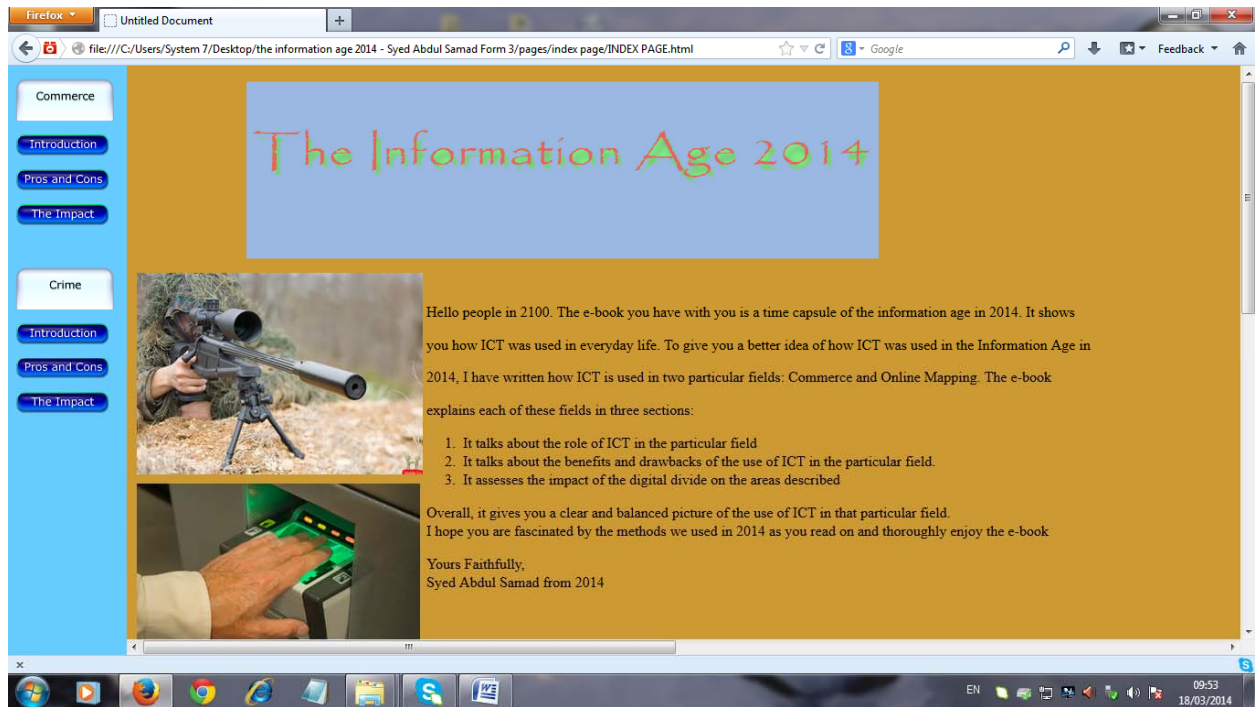 Firefox
Untitled Document
+
file:///C:/Users/System 7/Desktop/the information age 2014 - Syed Abdul Samad Form 3/pages/index page/INDEX PAGE.html
Google
Feedback
Commerce
Introduction
Pros and Cons
The Impact
Crime
Introduction
Pros and Cons
The Impact
The Information Age 2014
Hello people in 2100. The e-book you have with you is a time capsule of the information age in 2014. It shows
you how ICT was used in everyday life. To give you a better idea of how ICT was used in the Information Age in
2014, I have written how ICT is used in two particular fields: Commerce and Online Mapping. The e-book
explains each of these fields in three sections:
1. It talks about the role of ICT in the particular field
2. It talks about the benefits and drawbacks of the use of ICT in the particular field.
3. It assesses the impact of the digital divide on the areas described
Overall, it gives you a clear and balanced picture of the use of ICT in that particular field.
I hope you are fascinated by the methods we used in 2014 as you read on and thoroughly enjoy the e-book
Yours Faithfully,
Syed Abdul Samad from 2014
EN
09:53
18/03/2014